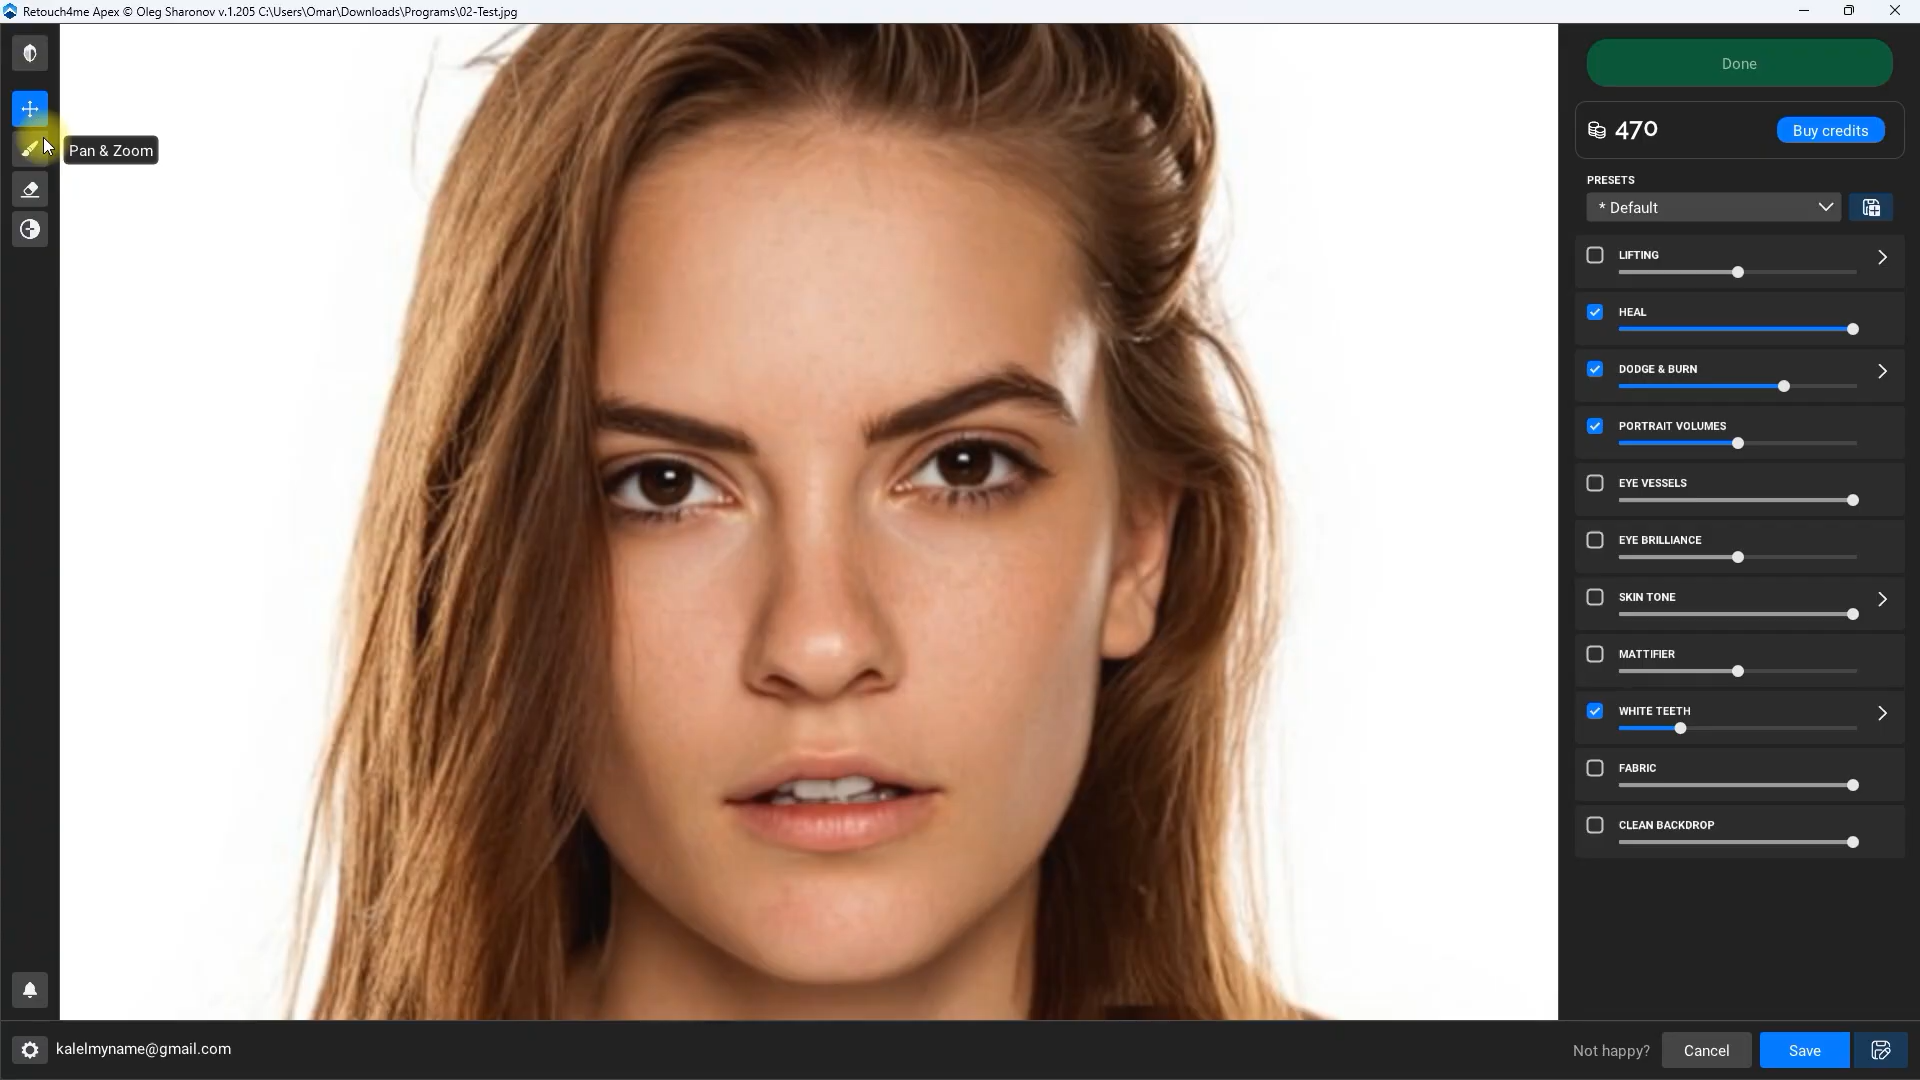 Retouch4me Apex © Oleg Sharonov v.1.205 C:\Users\Omar\Downloads\Programs\02-Test.jpg
Pan & Zoom
Done
470
Buy credits
PRESETS
* Default
LIFTING
HEAL
DODGE & BURN
PORTRAIT VOLUMES
EYE VESSELS
EYE BRILLIANCE
SKIN TONE
MATTIFIER
WHITE TEETH
FABRIC
CLEAN BACKDROP
kalelmyname@gmail.com
Not happy?
Cancel
Save